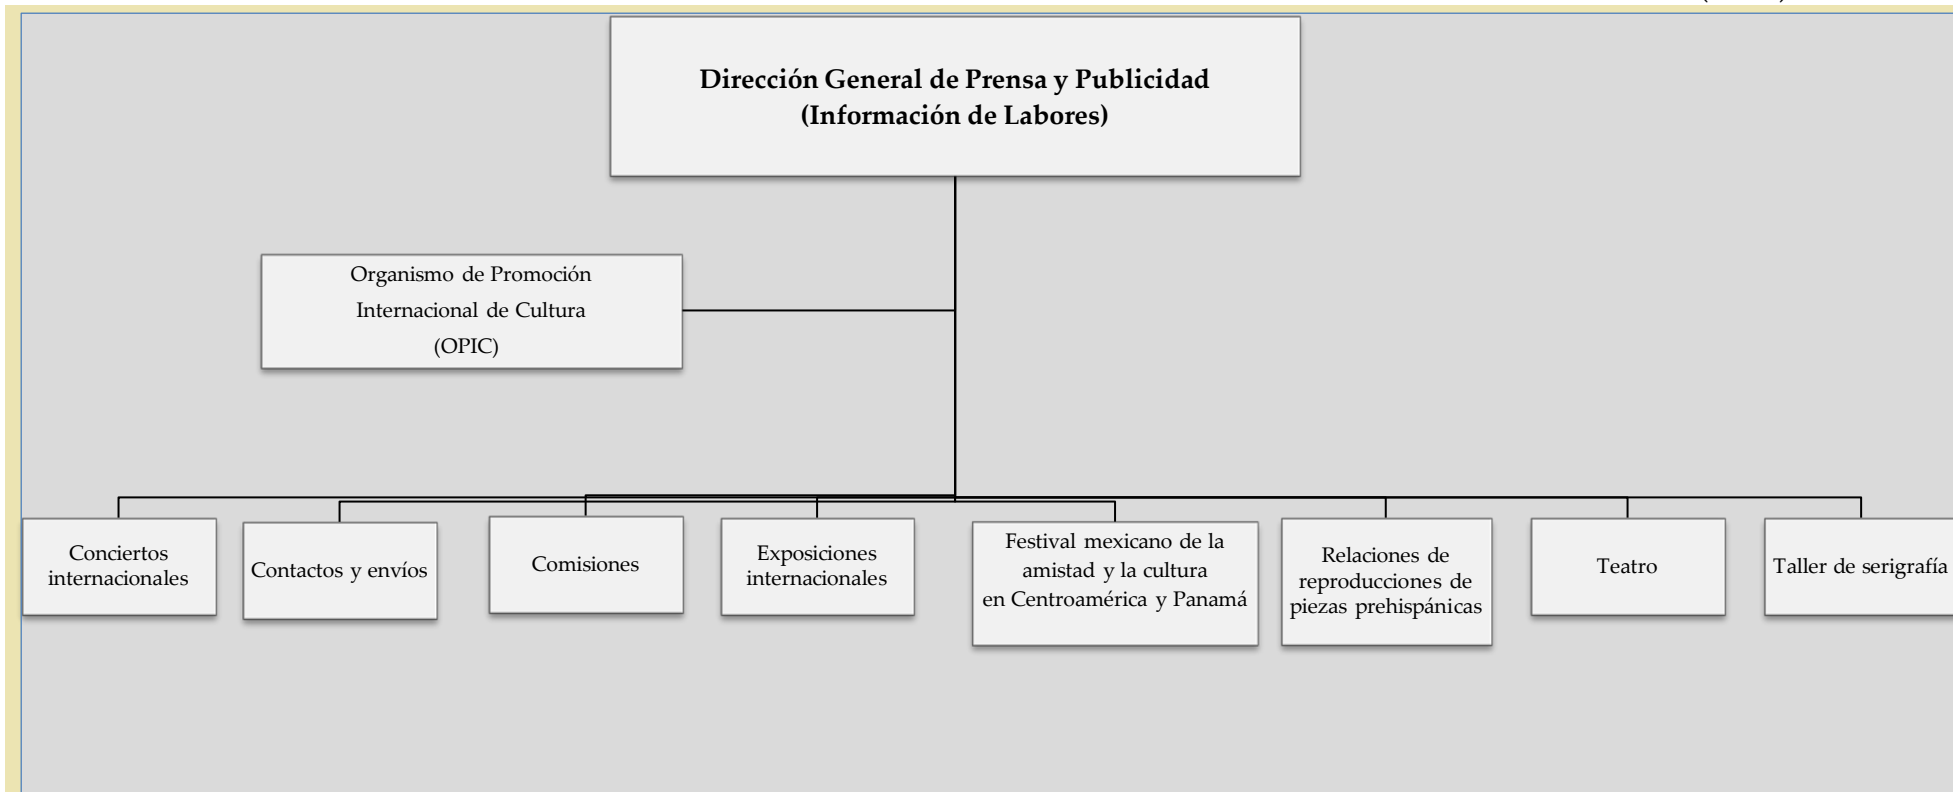 Dirección General de Prensa y Publicidad
(Información de Labores)
Organismo de Promoción
Internacional de Cultura
(OPIC)
Conciertos
internacionales
Contactos y envíos
Comisiones
Exposiciones
internacionales
Festival mexicano de la
amistad y la cultura
en Centroamérica y Panamá
Relaciones de
reproducciones de
piezas prehispánicas
Teatro
Taller de serigrafía